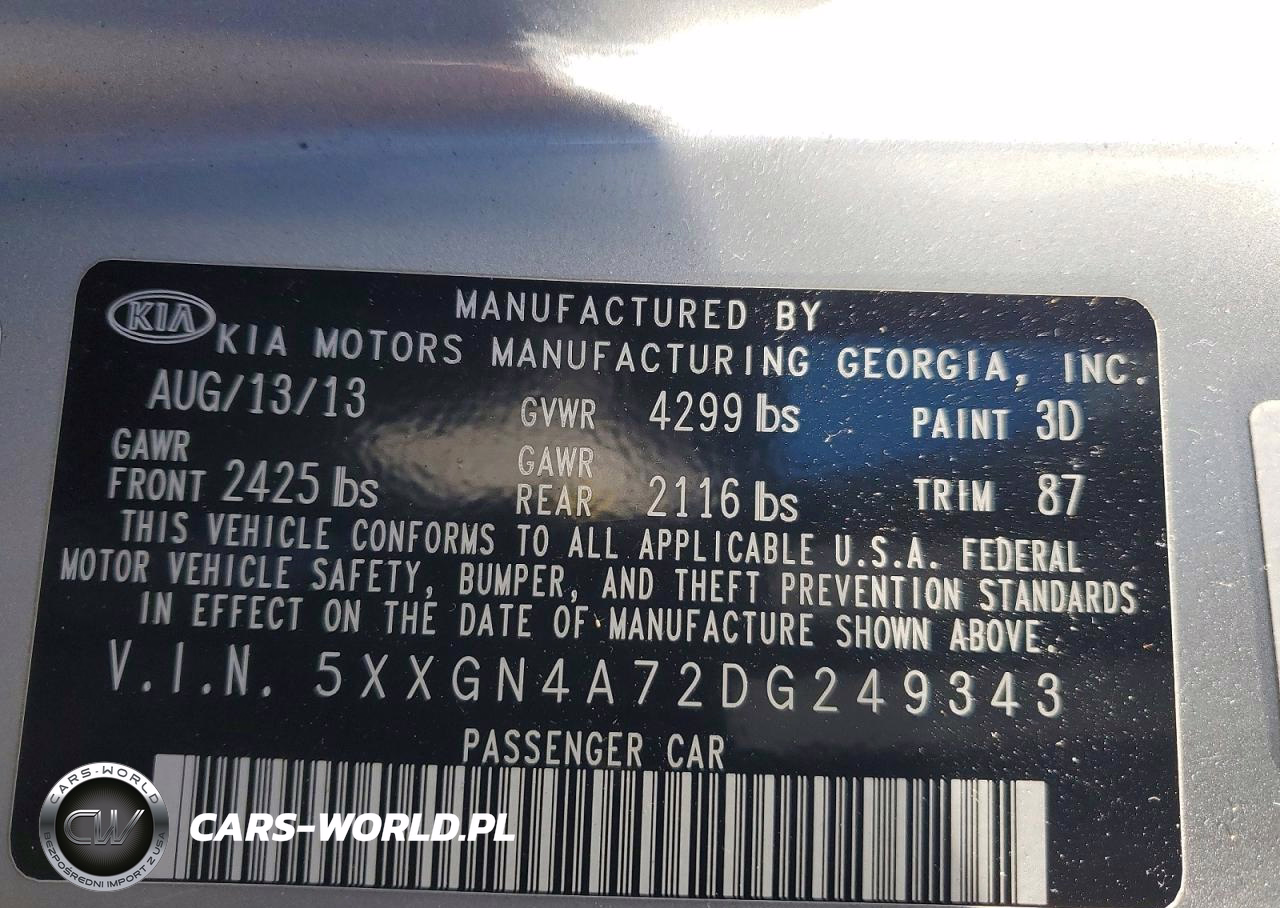 KIA
MANUFACTURED BY
KIA MOTORS MANUFACTURING GEORGIA, INC.
AUG/13/13 GVWR 4299 lbs PAINT 3D
GAWR FRONT 2425 lbs GAWR REAR 2116 lbs TRIM 87
THIS VEHICLE CONFORMS TO ALL APPLICABLE U.S.A. FEDERAL
MOTOR VEHICLE SAFETY, BUMPER, AND THEFT PREVENTION STANDARDS
IN EFFECT ON THE DATE OF MANUFACTURE SHOWN ABOVE.
V.I.N. 5XXGN4A72DG249343
PASSENGER CAR
CARS-WORLD
CW
BEZPOŚREDNI IMPORT Z USA
CARS-WORLD.PL